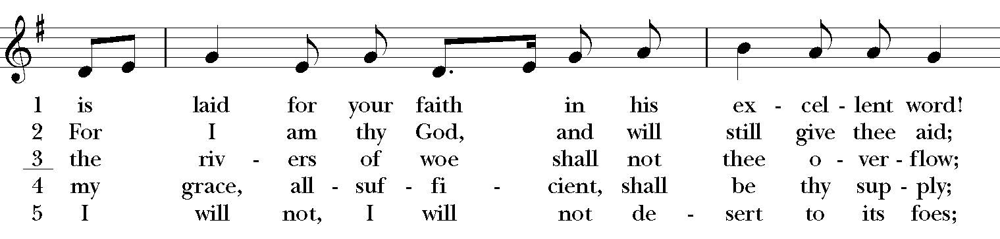 1 is laid for your faith in his ex - cel - lent word!
2 For I am thy God, and will still give thee aid;
3 the riv - ers of woe shall not thee o - ver - flow;
4 my grace, all - suf - fi - cient, shall be thy sup - ply;
5 I will not, I will not de - sert to its foes;